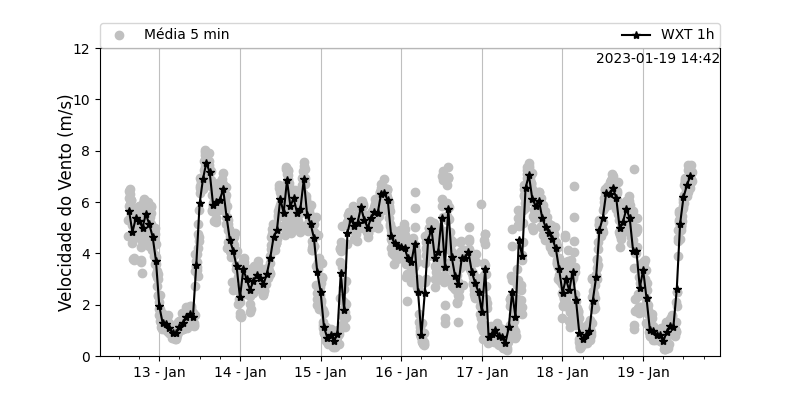 Média 5 min
WXT 1h
2023-01-19 14:42
Velocidade do Vento (m/s)
12
10
8
6
4
2
0
13 - Jan
14 - Jan
15 - Jan
16 - Jan
17 - Jan
18 - Jan
19 - Jan